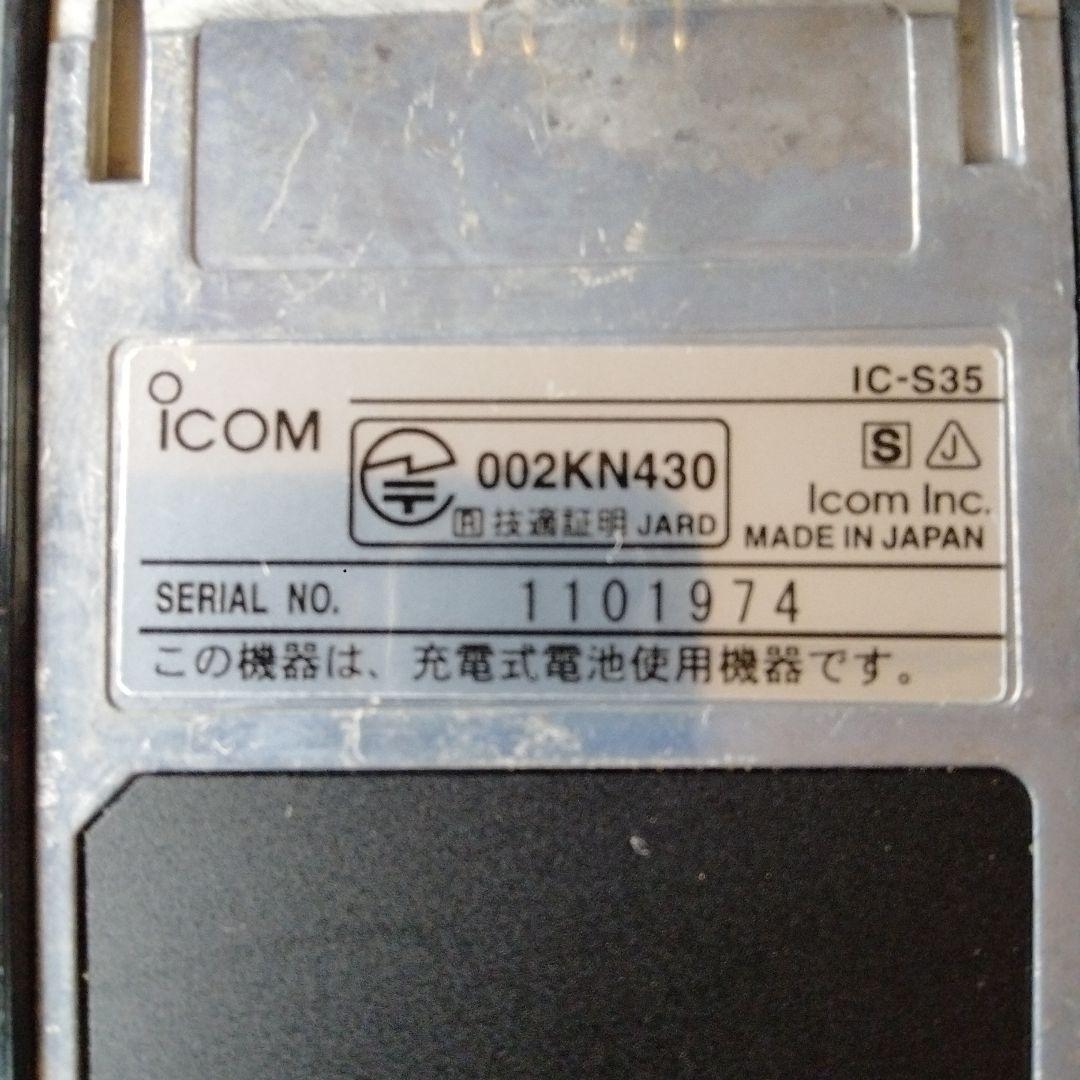 IC-S35
ICOM
002KN430
R 技適証明 JARD
S J
Icom Inc.
MADE IN JAPAN
SERIAL NO. 1101974
この機器は、充電式電池使用機器です。